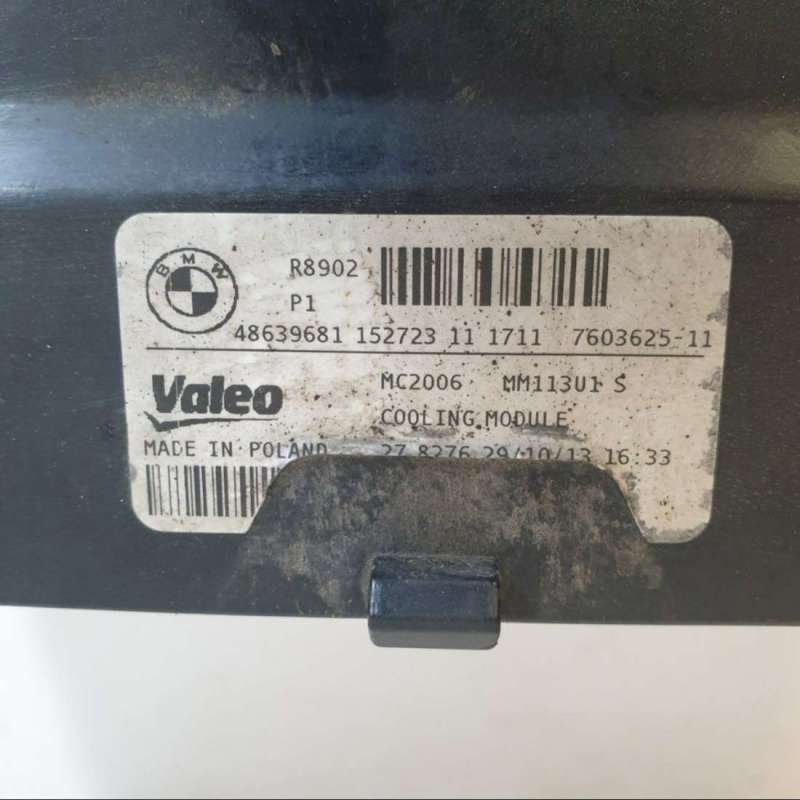 BMW
R8902
P1
48639681 152723 11 1711 7603625-11
Valeo
MC2006 MM113U1 S
COOLING MODULE
MADE IN POLAND
27 8276 29/10/13 16:33